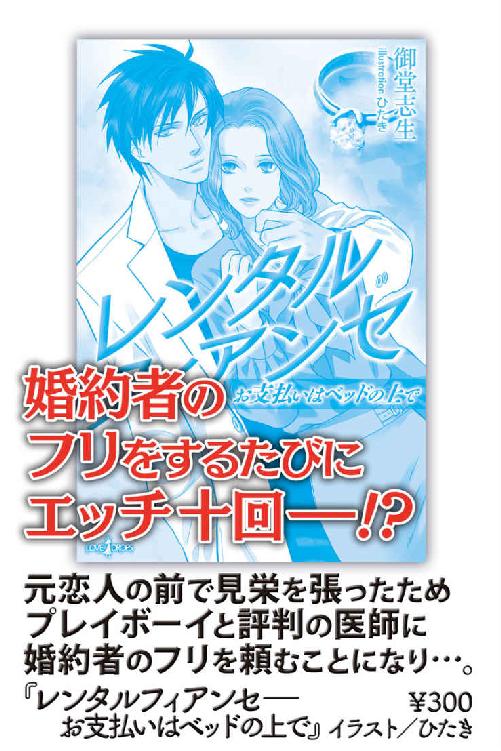 御堂志生
illustration ひたき
レンタル
フィアンセ
お支払いはベッドの上で
婚約者の
フリをするたびに
エッチ十回―!?
LOVE DROPS
元恋人の前で見栄を張ったため
プレイボーイと評判の医師に
婚約者のフリを頼むことになり…。
『レンタルフィアンセ― ¥300
お支払いはベッドの上で』イラスト/ひたき